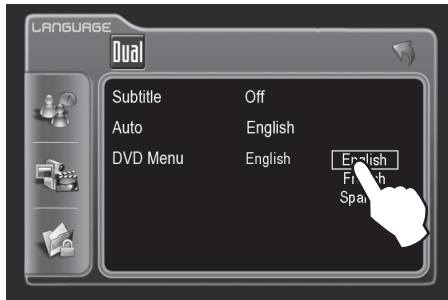 LANGUAGE
Dual
Subtitle Off
Auto English
DVD Menu English English